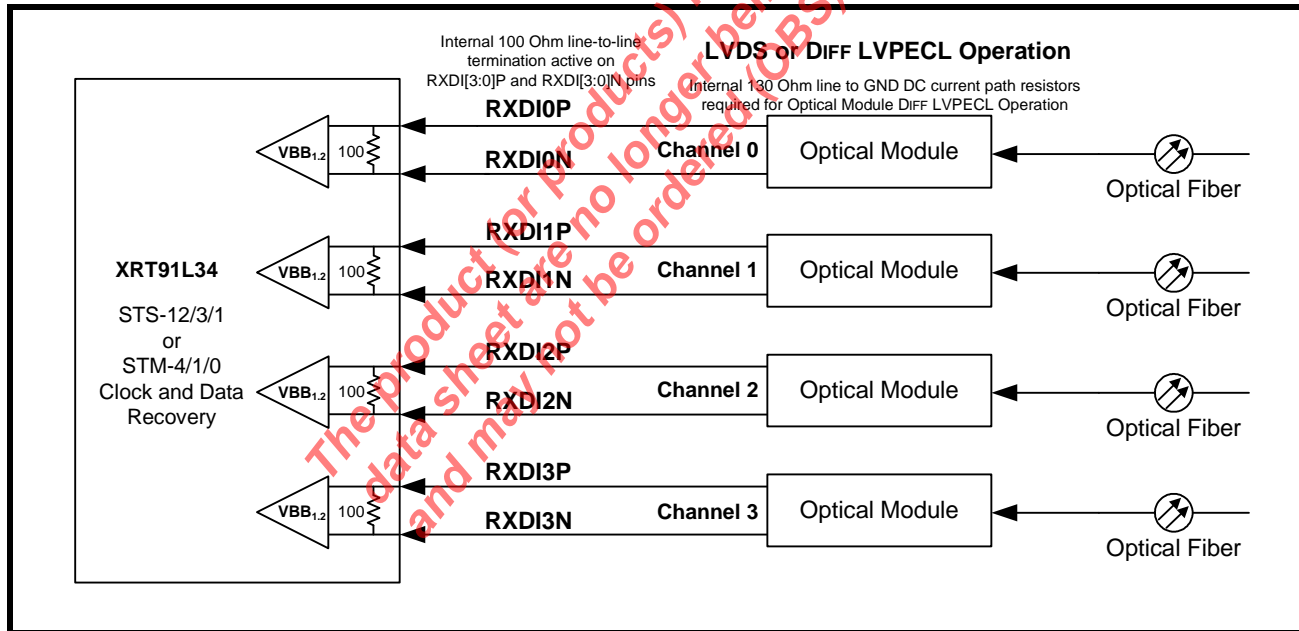 Internal 100 Ohm line-to-line
termination active on
RXDI[3:0]P and RXDI[3:0]N pins
LVDS or DIFF LVPECL Operation
Internal 130 Ohm line to GND DC current path resistors
required for Optical Module DIFF LVPECL Operation
XRT91L34
STS-12/3/1
or
STM-4/1/0
Clock and Data
Recovery
VBB1.2
100
RXDI0P
RXDI0N
Channel 0
Optical Module
Optical Fiber
VBB1.2
100
RXDI1P
RXDI1N
Channel 1
Optical Module
Optical Fiber
VBB1.2
100
RXDI2P
RXDI2N
Channel 2
Optical Module
Optical Fiber
VBB1.2
100
RXDI3P
RXDI3N
Channel 3
Optical Module
Optical Fiber
The product (or products)
data sheet are no longer
and may not be ordered (OBS)